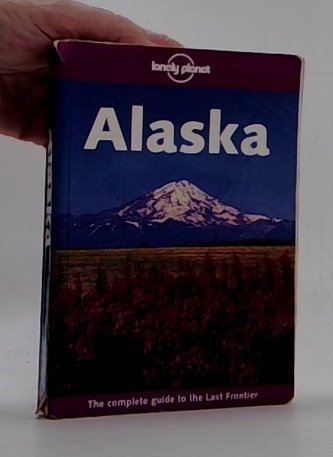 lonely planet
Alaska
The complete guide to the Last Frontier